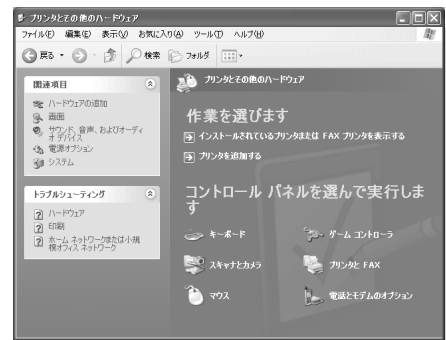 プリンタとその他のハードウェア
ファイル(F) 編集(E) 表示(V) お気に入り(A) ツール(T) ヘルプ(H)
戻る 検索 フォルダ
関連項目
ハードウェアの追加
画面
サウンド、音声、およびオーディ
オ デバイス
電源オプション
システム
トラブルシューティング
ハードウェア
印刷
ホーム ネットワークまたは小規
模オフィス ネットワーク
プリンタとその他のハードウェア
作業を選びます
インストールされているプリンタまたは FAX プリンタを表示する
プリンタを追加する
コントロール パネルを選んで実行しま
す
キーボード
ゲーム コントローラ
スキャナとカメラ
プリンタと FAX
マウス
電話とモデムのオプション